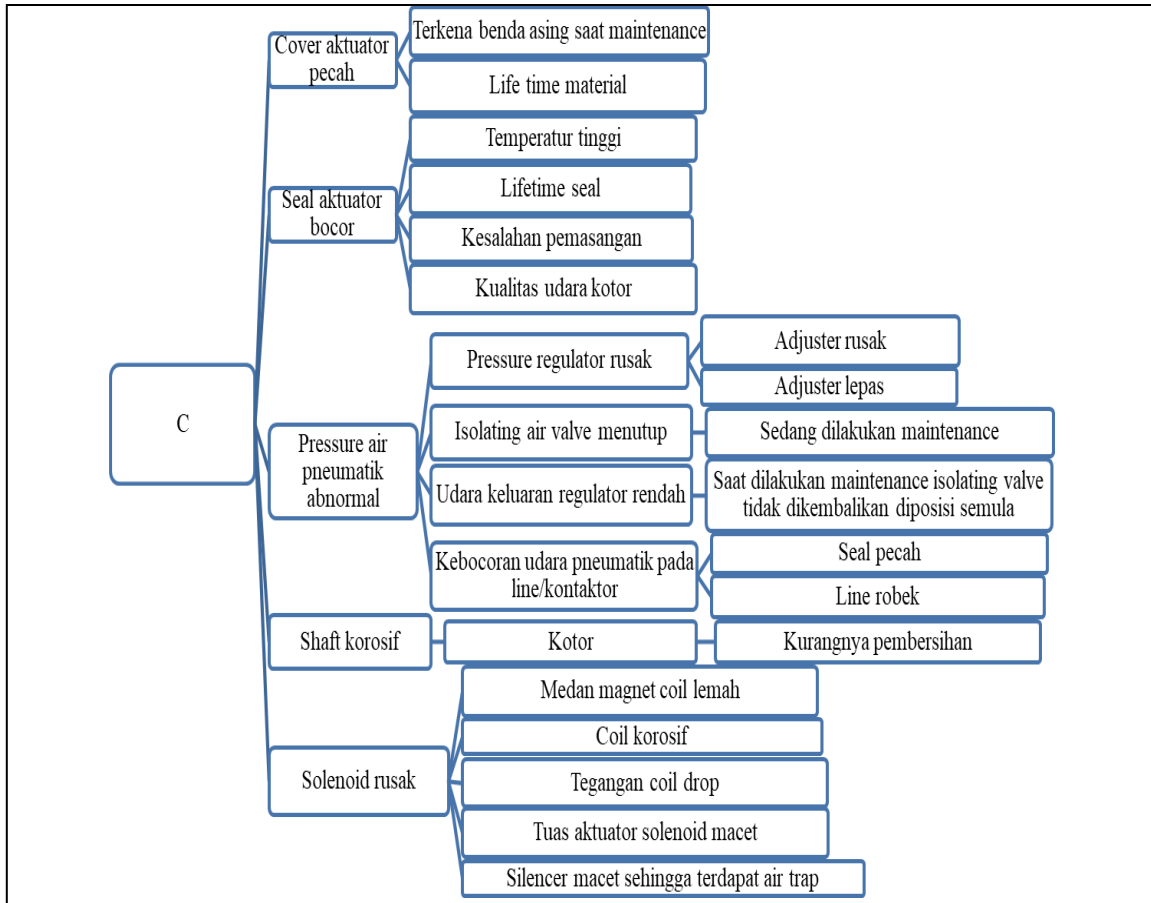 C
Cover aktuator
pecah
Terkena benda asing saat maintenance
Life time material
Seal aktuator
bocor
Temperatur tinggi
Lifetime seal
Kesalahan pemasangan
Kualitas udara kotor
Pressure air
pneumatik
abnormal
Pressure regulator rusak
Adjuster rusak
Adjuster lepas
Isolating air valve menutup
Sedang dilakukan maintenance
Udara keluaran regulator rendah
Saat dilakukan maintenance isolating valve
tidak dikembalikan diposisi semula
Kebocoran udara pneumatik pada
line/kontaktor
Seal pecah
Line robek
Shaft korosif
Kotor
Kurangnya pembersihan
Solenoid rusak
Medan magnet coil lemah
Coil korosif
Tegangan coil drop
Tuas aktuator solenoid macet
Silencer macet sehingga terdapat air trap